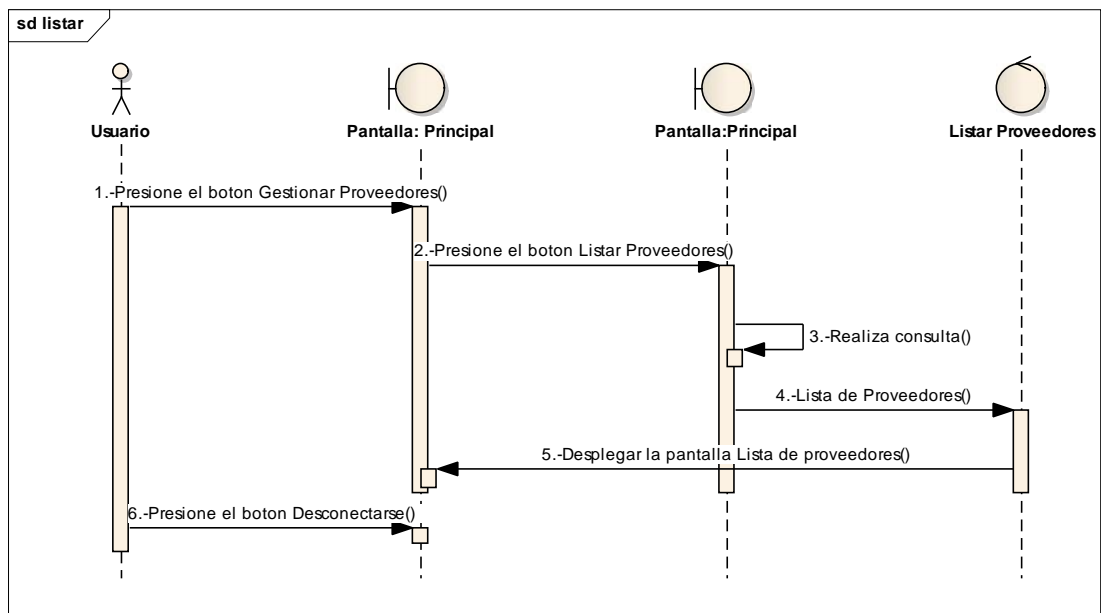 sd listar
Usuario
Pantalla: Principal
Pantalla:Principal
Listar Proveedores
1.-Presione el boton Gestionar Proveedores()
2.-Presione el boton Listar Proveedores()
3.-Realiza consulta()
4.-Lista de Proveedores()
5.-Desplegar la pantalla Lista de proveedores()
6.-Presione el boton Desconectarse()